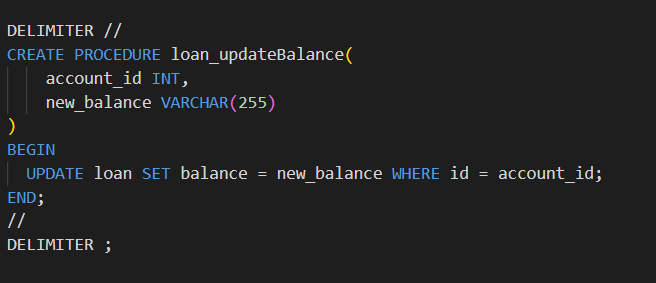 DELIMITER //
CREATE PROCEDURE loan_updateBalance(
    account_id INT,
    new_balance VARCHAR(255)
)
BEGIN
  UPDATE loan SET balance = new_balance WHERE id = account_id;
END;
//
DELIMITER ;